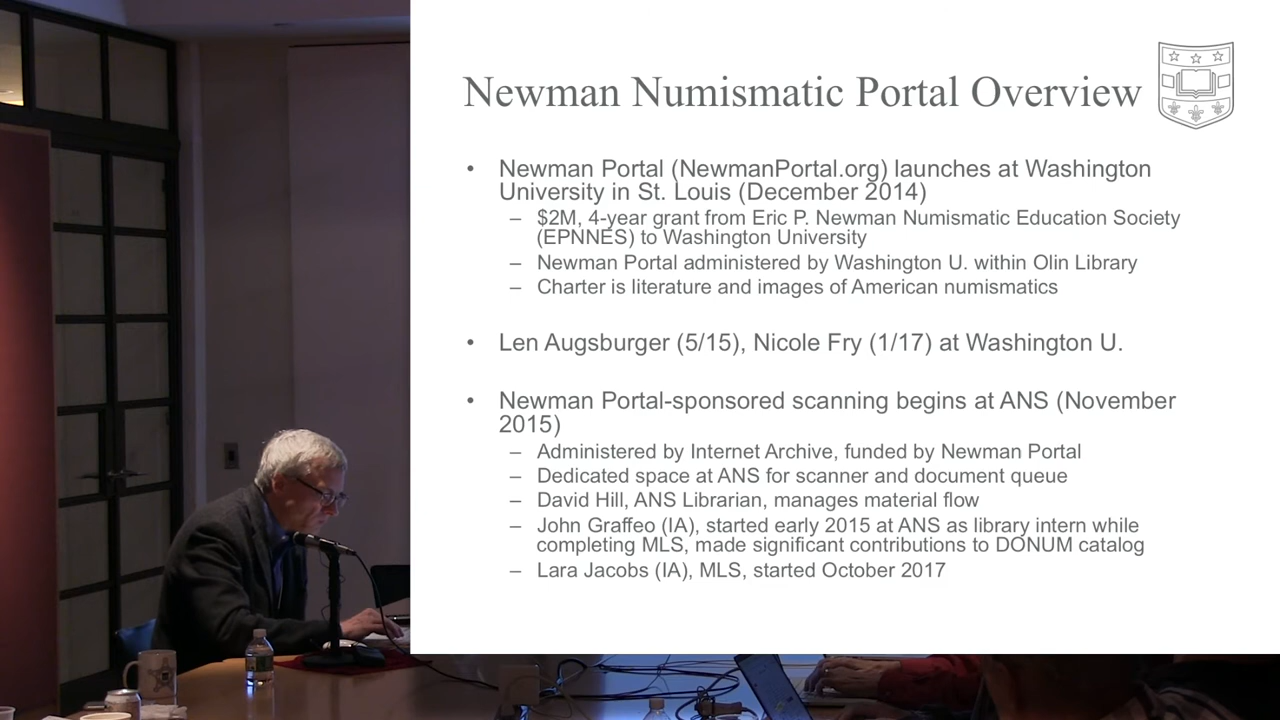 Newman Numismatic Portal Overview
• Newman Portal (NewmanPortal.org) launches at Washington
University in St. Louis (December 2014)
– $2M, 4-year grant from Eric P. Newman Numismatic Education Society
(EPNNES) to Washington University
– Newman Portal administered by Washington U. within Olin Library
– Charter is literature and images of American numismatics
• Len Augsburger (5/15), Nicole Fry (1/17) at Washington U.
• Newman Portal-sponsored scanning begins at ANS (November
2015)
– Administered by Internet Archive, funded by Newman Portal
– Dedicated space at ANS for scanner and document queue
– David Hill, ANS Librarian, manages material flow
– John Graffeo (IA), started early 2015 at ANS as library intern while
completing MLS, made significant contributions to DONUM catalog
– Lara Jacobs (IA), MLS, started October 2017